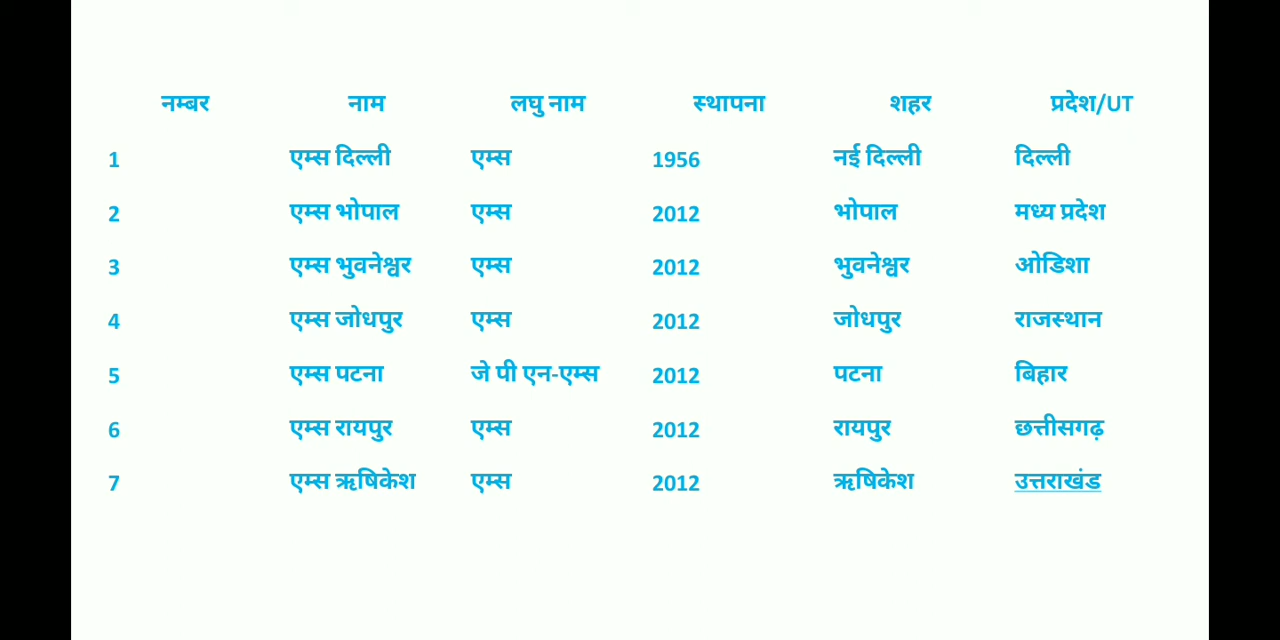 नम्बर नाम लघु नाम स्थापना शहर प्रदेश/UT
1 एम्स दिल्ली एम्स 1956 नई दिल्ली दिल्ली
2 एम्स भोपाल एम्स 2012 भोपाल मध्य प्रदेश
3 एम्स भुवनेश्वर एम्स 2012 भुवनेश्वर ओडिशा
4 एम्स जोधपुर एम्स 2012 जोधपुर राजस्थान
5 एम्स पटना जे पी एन-एम्स 2012 पटना बिहार
6 एम्स रायपुर एम्स 2012 रायपुर छत्तीसगढ़
7 एम्स ऋषिकेश एम्स 2012 ऋषिकेश उत्तराखंड